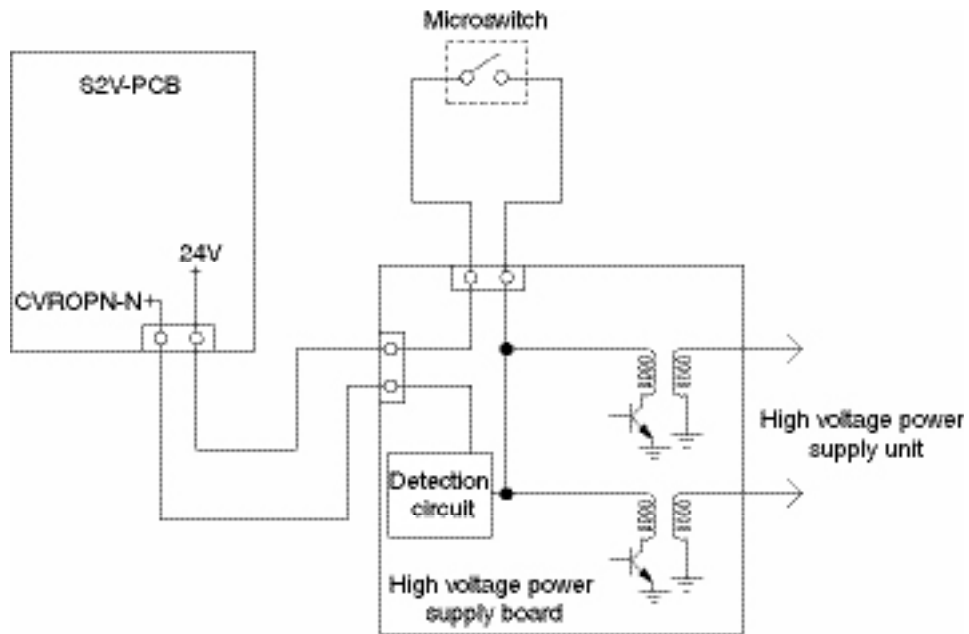 Microswitch
S2V-PCB
24V
CVROPN-N
High voltage power
supply unit
Detection
circuit
High voltage power
supply board